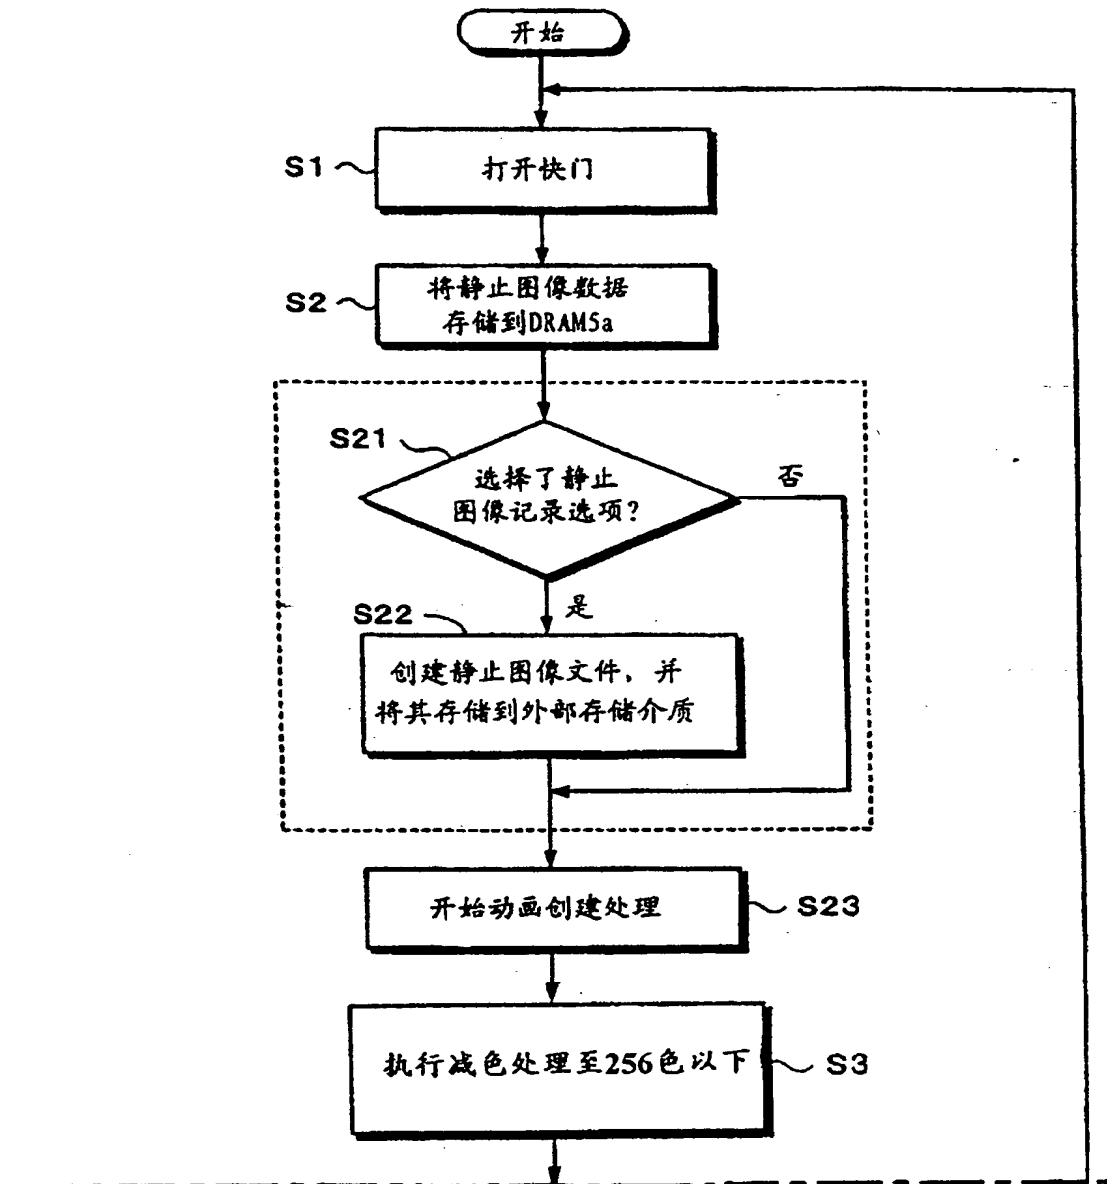 开始
S1
打开快门
S2
将静止图像数据
存储到DRAM5a
S21
选择了静止
图像记录选项?
否
是
S22
创建静止图像文件，并
将其存储到外部存储介质
开始动画创建处理
S23
执行减色处理至256色以下
S3